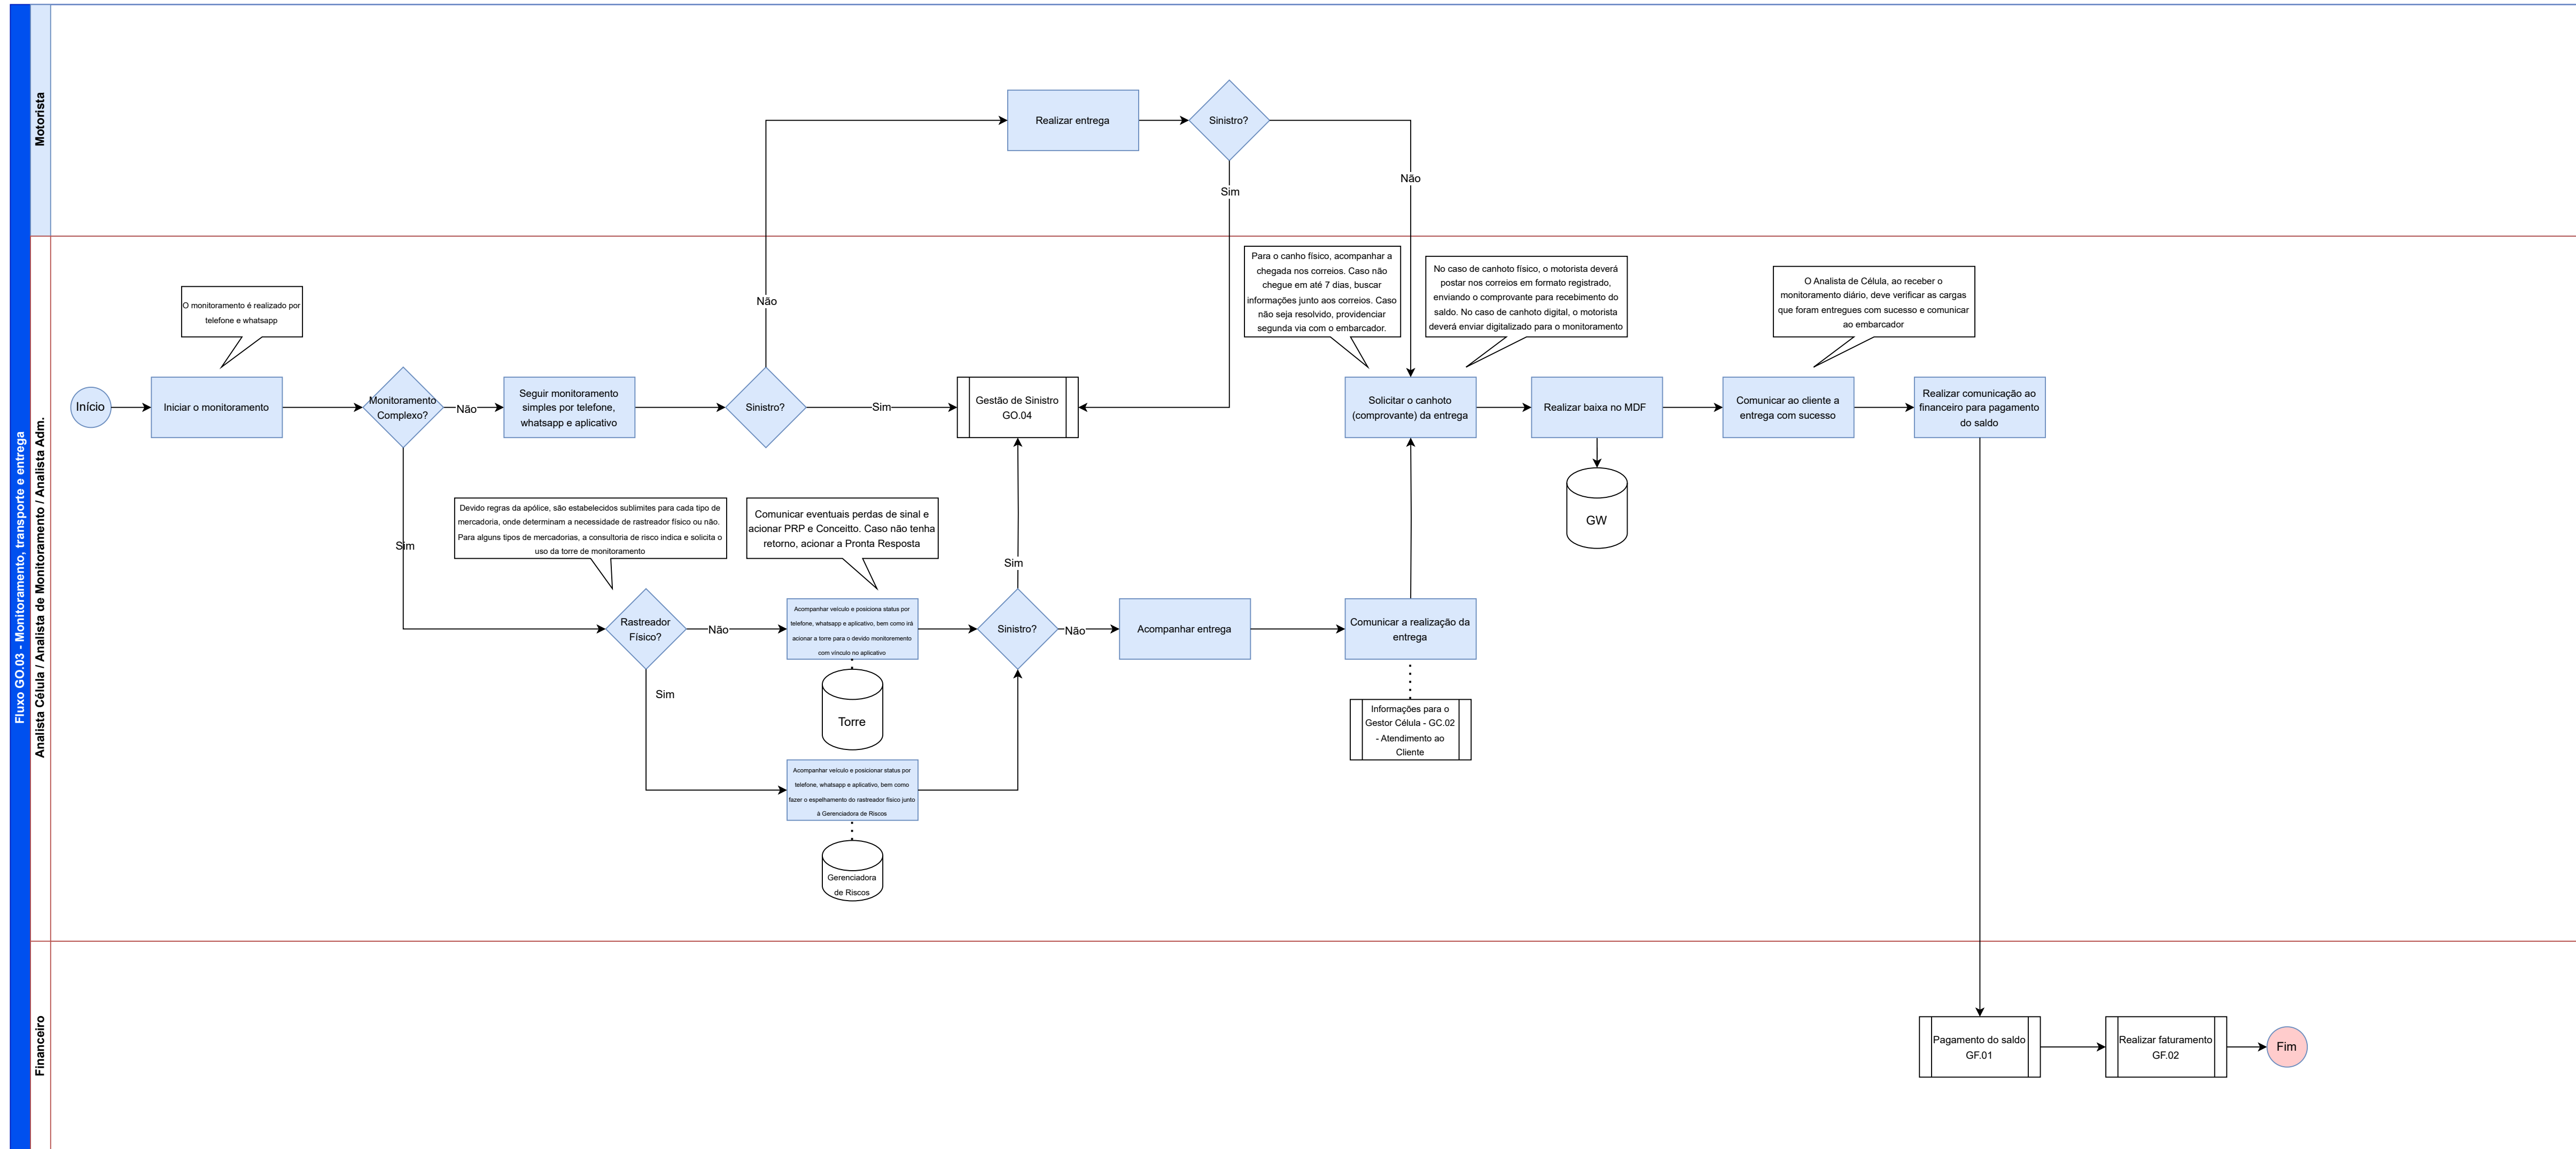 Fluxo GO.03 - Monitoramento, transporte e entrega
Motorista
Realizar entrega
Sinistro?
Não
Sim
Analista Célula / Analista de Monitoramento / Analista Adm.
Não
Para o canho físico, acompanhar a
chegada nos correios. Caso não
chegue em até 7 dias, buscar
informações junto aos correios. Caso
não seja resolvido, providenciar
segunda via com o embarcador.
No caso de canhoto físico, o motorista deverá
postar nos correios em formato registrado,
enviando o comprovante para recebimento do
saldo. No caso de canhoto digital, o motorista
deverá enviar digitalizado para o monitoramento
O Analista de Célula, ao receber o
monitoramento diário, deve verificar as cargas
que foram entregues com sucesso e comunicar
ao embarcador
O monitoramento é realizado por
telefone e whatsapp
Início
Iniciar o monitoramento
Monitoramento
Complexo?
Não
Seguir monitoramento
simples por telefone,
whatsapp e aplicativo
Sinistro?
Sim
Gestão de Sinistro
GO.04
Solicitar o canhoto
(comprovante) da entrega
Realizar baixa no MDF
Comunicar ao cliente a
entrega com sucesso
Realizar comunicação ao
financeiro para pagamento
do saldo
GW
Sim
Devido regras da apólice, são estabelecidos sublimites para cada tipo de
mercadoria, onde determinam a necessidade de rastreador físico ou não.
Para alguns tipos de mercadorias, a consultoria de risco indica e solicita o
uso da torre de monitoramento
Comunicar eventuais perdas de sinal e
acionar PRP e Conceitto. Caso não tenha
retorno, acionar a Pronta Resposta
Sim
Rastreador
Físico?
Não
Acompanhar veículo e posiciona status por
telefone, whatsapp e aplicativo, bem como irá
acionar a torre para o devido monitoremento
com vínculo no aplicativo
Sinistro?
Não
Acompanhar entrega
Comunicar a realização da
entrega
Sim
Torre
Informações para o
Gestor Célula - GC.02
- Atendimento ao
Cliente
Acompanhar veículo e posicionar status por
telefone, whatsapp e aplicativo, bem como
fazer o espelhamento do rastreador físico junto
à Gerenciadora de Riscos
Gerenciadora
de Riscos
Financeiro
Pagamento do saldo
GF.01
Realizar faturamento
GF.02
Fim